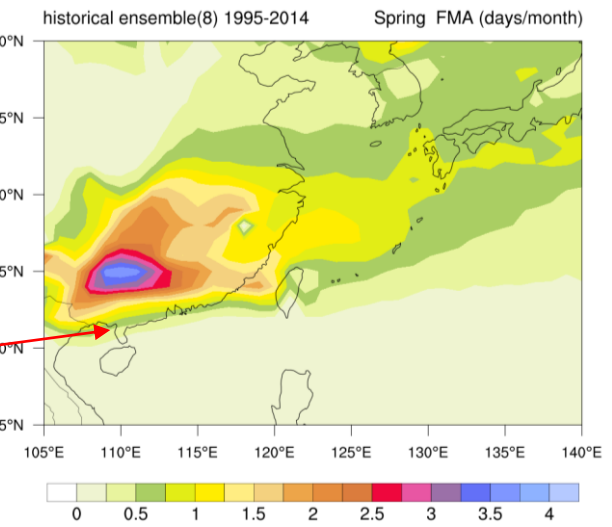 historical ensemble(8) 1995-2014 Spring FMA (days/month)
0°N
5°N
0°N
5°N
0°N
5°N
105°E 110°E 115°E 120°E 125°E 130°E 135°E 140°E
0 0.5 1 1.5 2 2.5 3 3.5 4